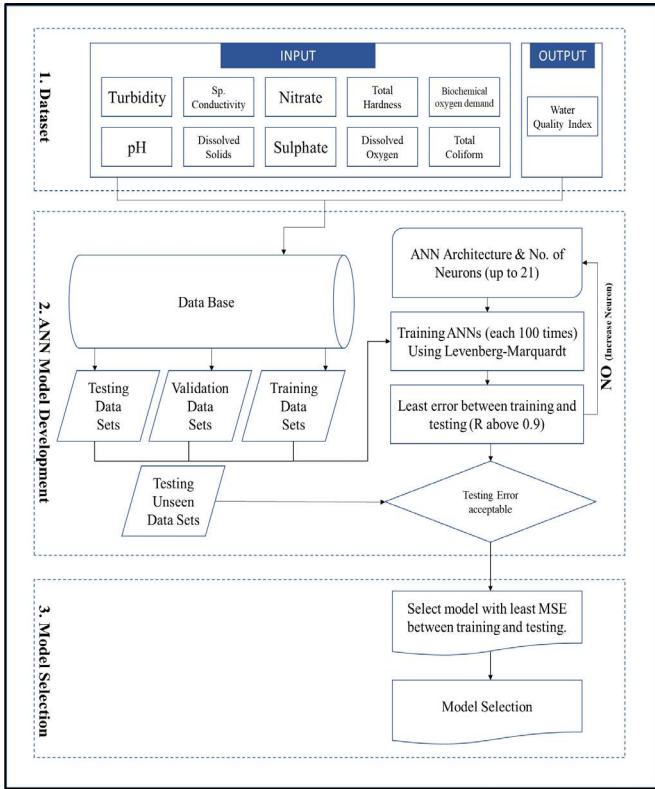 1. Dataset
INPUT
OUTPUT
Turbidity
Sp.
Conductivity
Nitrate
Total
Hardness
Biochemical
oxygen demand
pH
Dissolved
Solids
Sulphate
Dissolved
Oxygen
Total
Coliform
Water
Quality Index
2. ANN Model Development
Data Base
Testing
Data
Sets
Validation
Data
Sets
Training
Data
Sets
Testing
Unseen
Data Sets
ANN Architecture & No. of
Neurons (up to 21)
Training ANNs (each 100 times)
Using Levenberg-Marquardt
Least error between training and
testing (R above 0.9)
NO (Increase Neuron)
Testing Error
acceptable
3. Model Selection
Select model with least MSE
between training and testing.
Model Selection